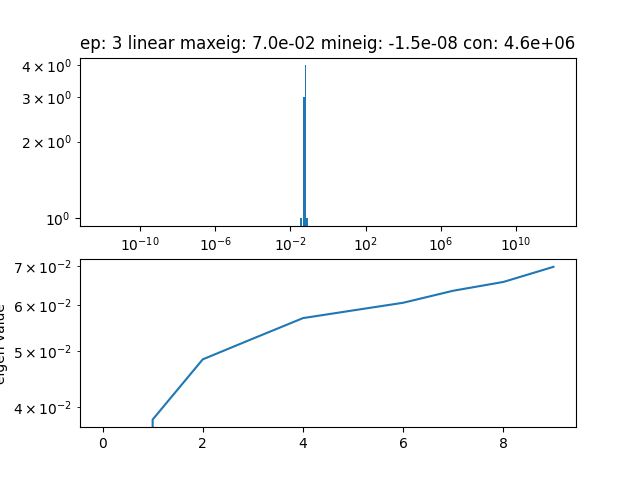 ep: 3 linear maxeig: 7.0e-02 mineig: -1.5e-08 con: 4.6e+06
4 × 10⁰
3 × 10⁰
2 × 10⁰
10⁰
10⁻¹⁰ 10⁻⁶ 10⁻² 10² 10⁶ 10¹⁰
7 × 10⁻²
6 × 10⁻²
5 × 10⁻²
4 × 10⁻²
eigen value
0 2 4 6 8